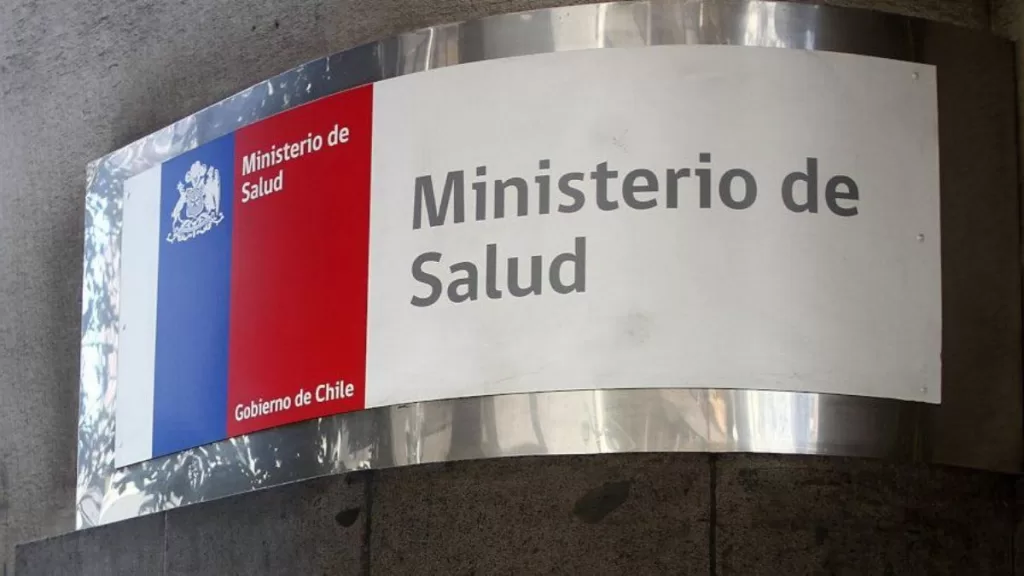 Ministerio de
Salud
Gobierno de Chile
Ministerio de
Salud